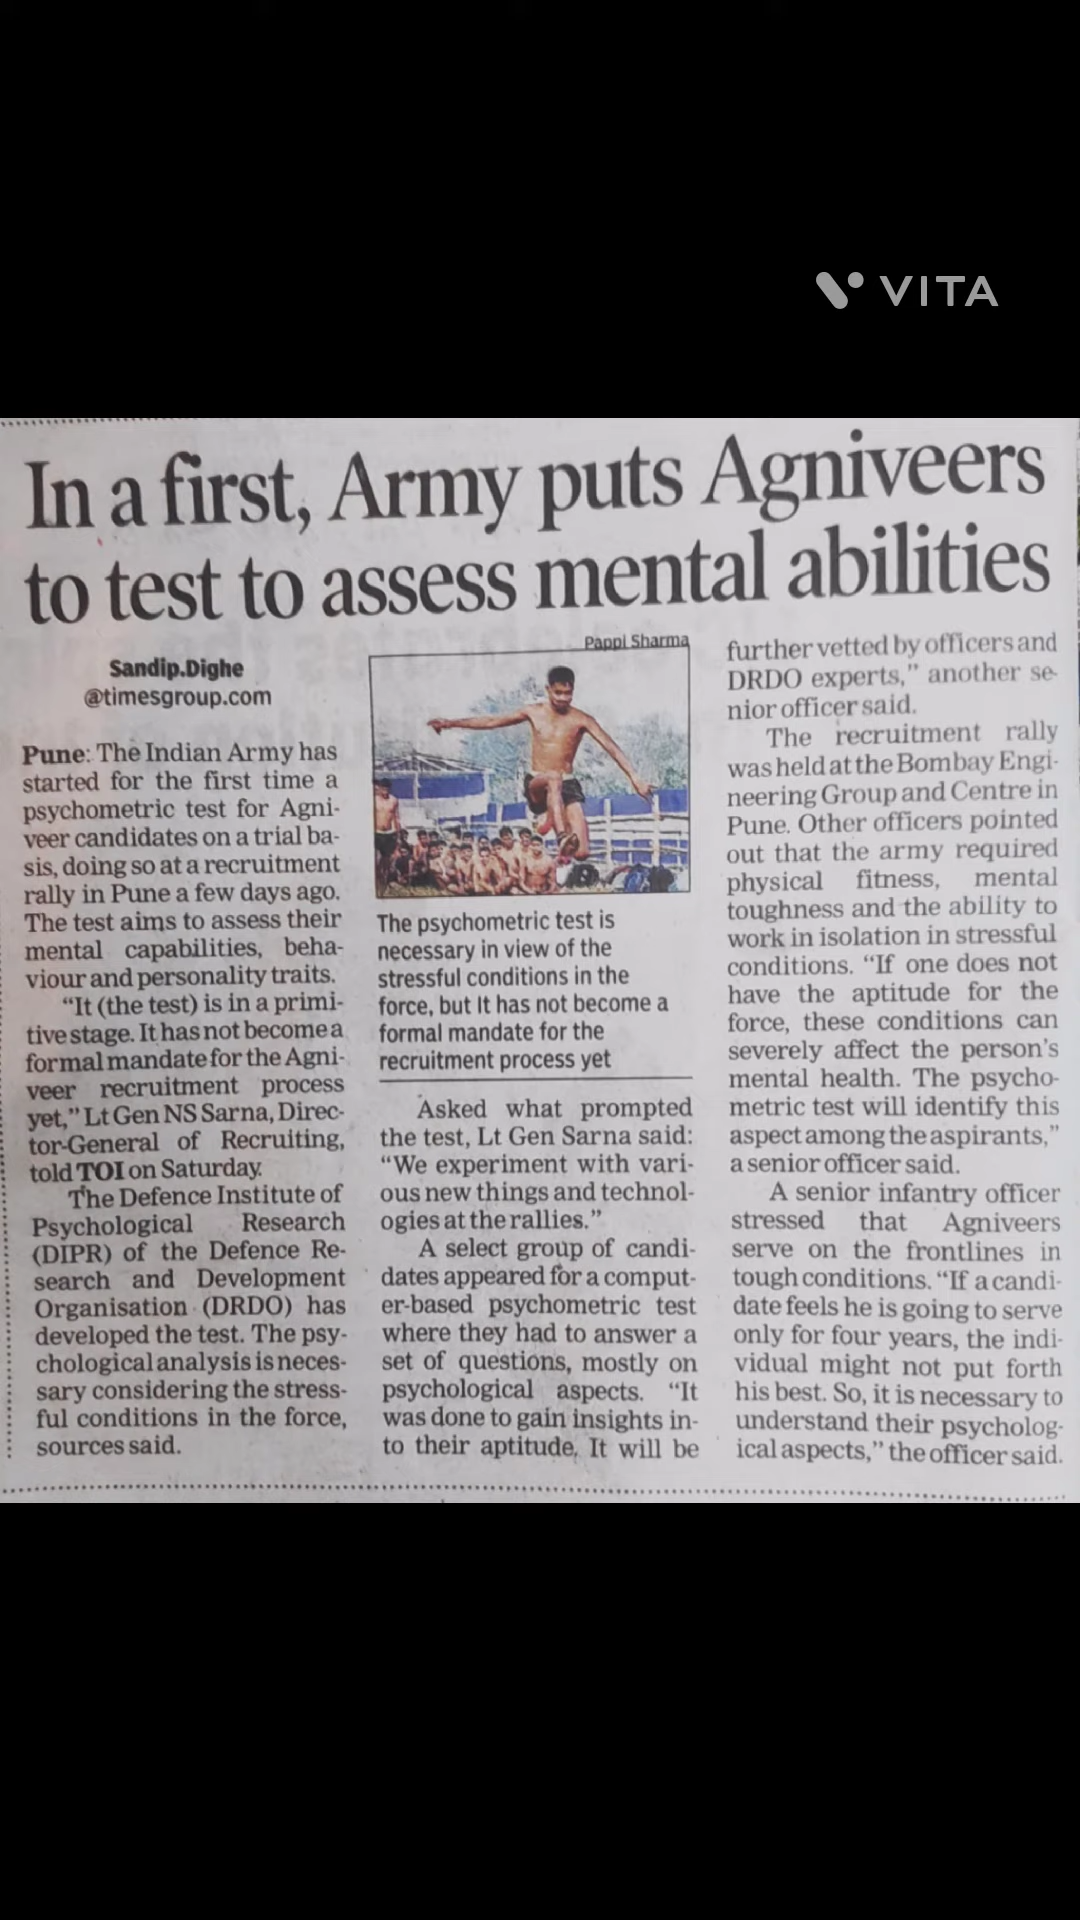 VITA
In a first, Army puts Agniveers
to test to assess mental abilities
Sandip.Dighe
@timesgroup.com
Pune: The Indian Army has
started for the first time a
psychometric test for Agni-
veer candidates on a trial ba-
sis, doing so at a recruitment
rally in Pune a few days ago.
The test aims to assess their
mental capabilities, beha-
viour and personality traits.
“It (the test) is in a primi-
tive stage. It has not become a
formal mandate for the Agni-
veer recruitment process
yet,” Lt Gen NS Sarna, Direc-
tor-General of Recruiting,
told TOI on Saturday.
The Defence Institute of
Psychological Research
(DIPR) of the Defence Re-
search and Development
Organisation (DRDO) has
developed the test. The psy-
chological analysis is neces-
sary considering the stress-
ful conditions in the force,
sources said.
Pappi Sharma
The psychometric test is
necessary in view of the
stressful conditions in the
force, but It has not become a
formal mandate for the
recruitment process yet
Asked what prompted
the test, Lt Gen Sarna said:
“We experiment with vari-
ous new things and technol-
ogies at the rallies.”
A select group of candi-
dates appeared for a comput-
er-based psychometric test
where they had to answer a
set of questions, mostly on
psychological aspects. “It
was done to gain insights in-
to their aptitude. It will be
further vetted by officers and
DRDO experts,” another se-
nior officer said.
The recruitment rally
was held at the Bombay Engi-
neering Group and Centre in
Pune. Other officers pointed
out that the army required
physical fitness, mental
toughness and the ability to
work in isolation in stressful
conditions. “If one does not
have the aptitude for the
force, these conditions can
severely affect the person’s
mental health. The psycho-
metric test will identify this
aspect among the aspirants,”
a senior officer said.
A senior infantry officer
stressed that Agniveers
serve on the frontlines in
tough conditions. “If a candi-
date feels he is going to serve
only for four years, the indi-
vidual might not put forth
his best. So, it is necessary to
understand their psycholog-
ical aspects,” the officer said.